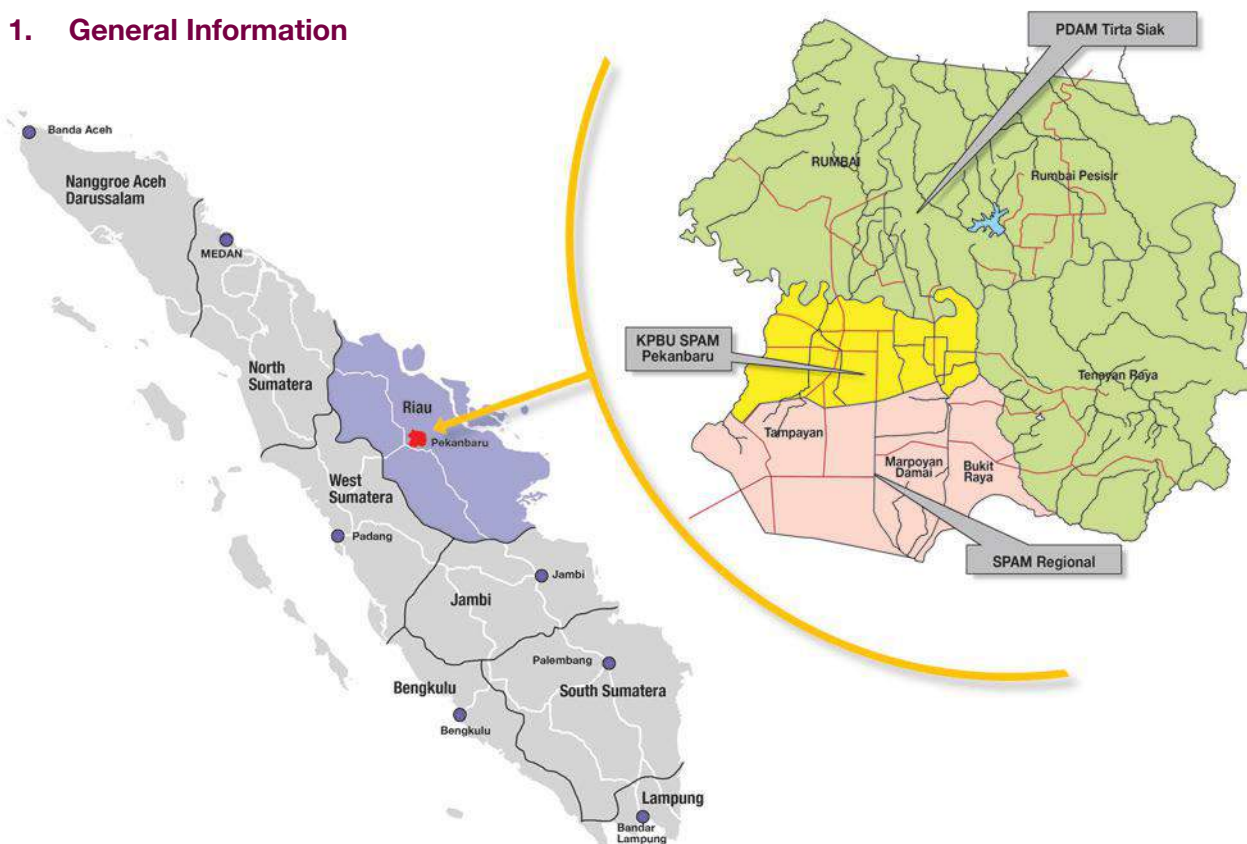 1. General Information
Banda Aceh
Nanggroe Aceh
Darussalam
MEDAN
North
Sumatera
Riau
Pekanbaru
West
Sumatera
Padang
Jambi
Jambi
Palembang
Bengkulu
South Sumatera
Bengkulu
Lampung
Bandar
Lampung
PDAM Tirta Siak
RUMBAI
Rumbai Pesisir
KPBU SPAM
Pekanbaru
Tenayan Raya
Tampayan
Marpoyan
Damai
Bukit
Raya
SPAM Regional